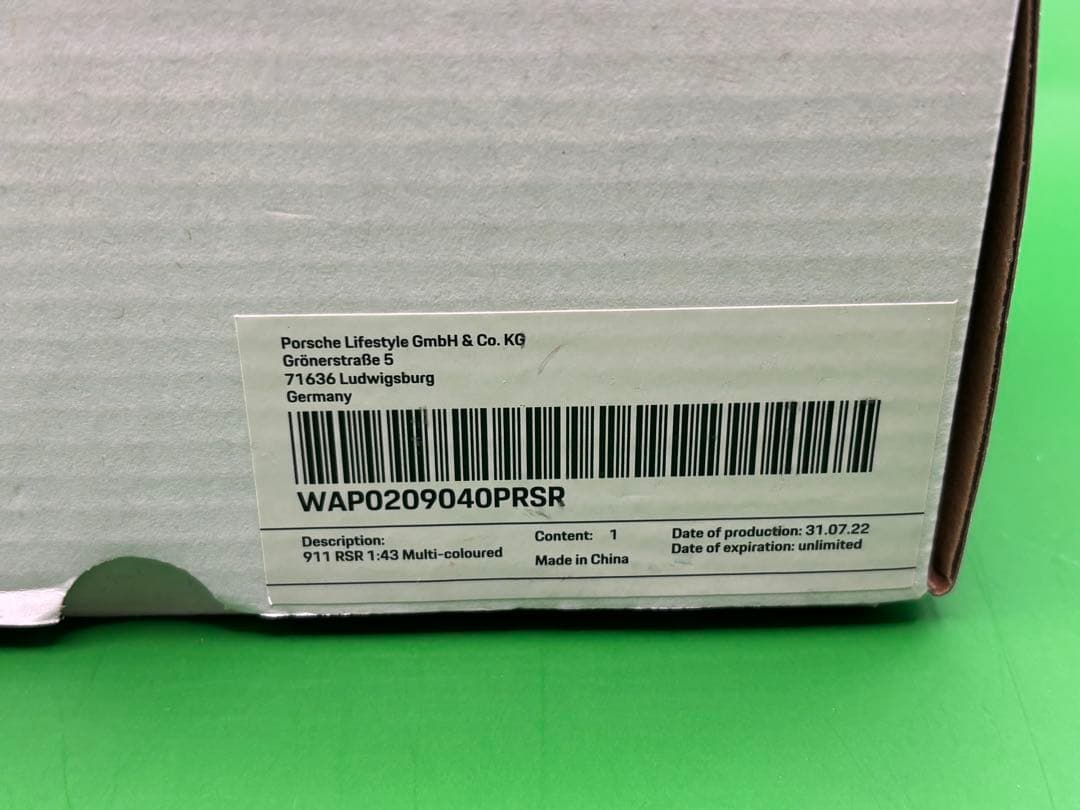 Porsche Lifestyle GmbH & Co. KG
Grönerstraße 5
71636 Ludwigsburg
Germany
WAP0209040PRSR
Description:
911 RSR 1:43 Multi-coloured
Content: 1
Made in China
Date of production: 31.07.22
Date of expiration: unlimited